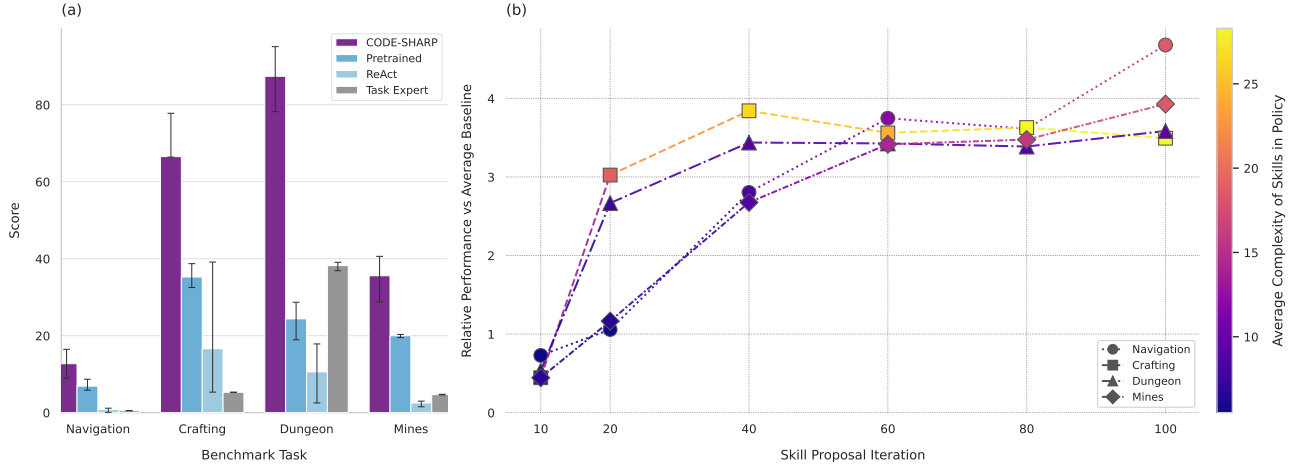 (a)
Score
80
60
40
20
0
Navigation
Crafting
Dungeon
Mines
Benchmark Task
CODE-SHARP
Pretrained
ReAct
Task Expert
(b)
Relative Performance vs Average Baseline
4
3
2
1
0
10
20
40
60
80
100
Skill Proposal Iteration
Navigation
Crafting
Dungeon
Mines
25
20
15
10
Average Complexity of Skills in Policy